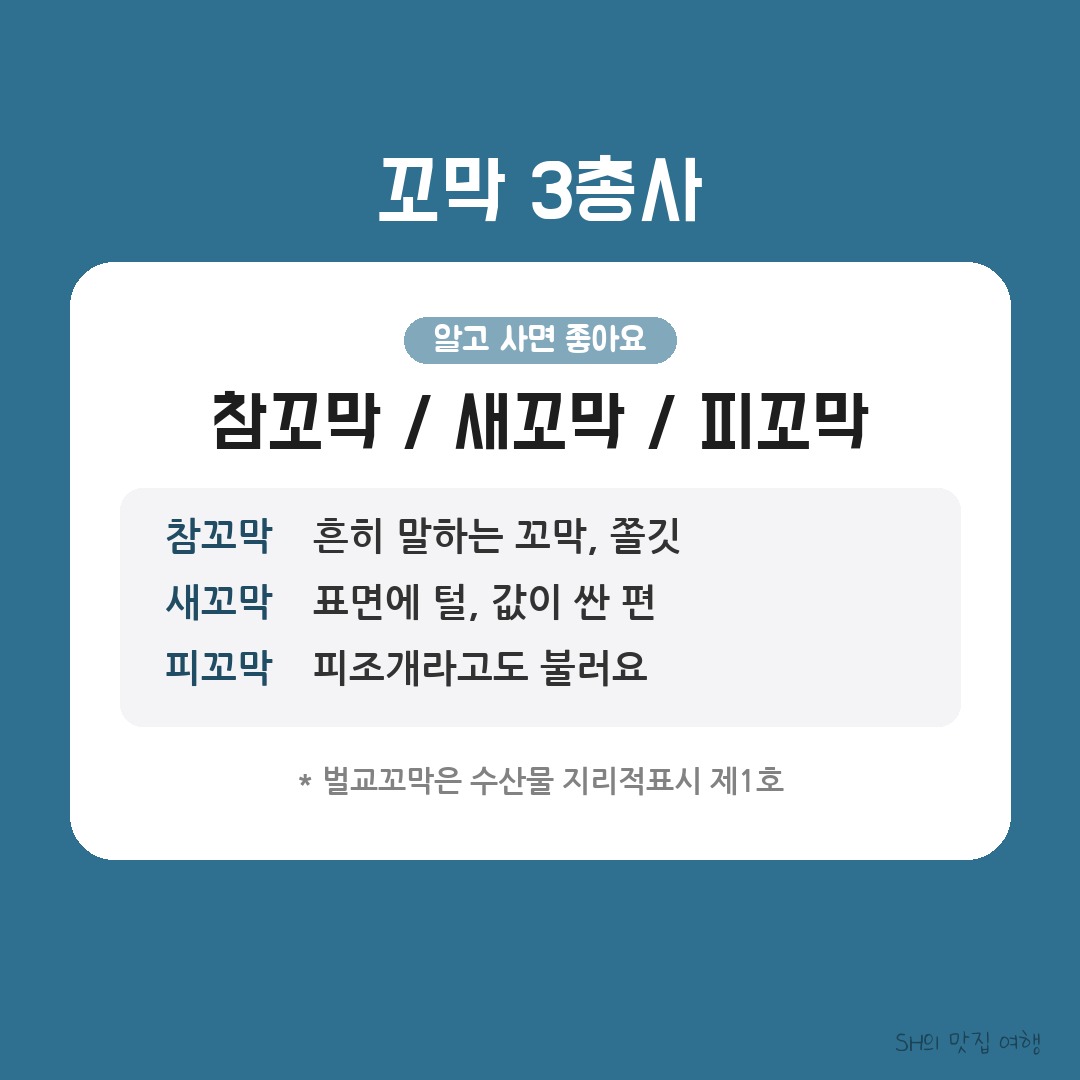 꼬막 3총사
알고 사면 좋아요
참꼬막 / 새꼬막 / 피꼬막
참꼬막 흔히 말하는 꼬막, 쫄깃
새꼬막 표면에 털, 값이 싼 편
피꼬막 피조개라고도 불러요
* 벌교꼬막은 수산물 지리적표시 제1호
SH의 맛집 여행